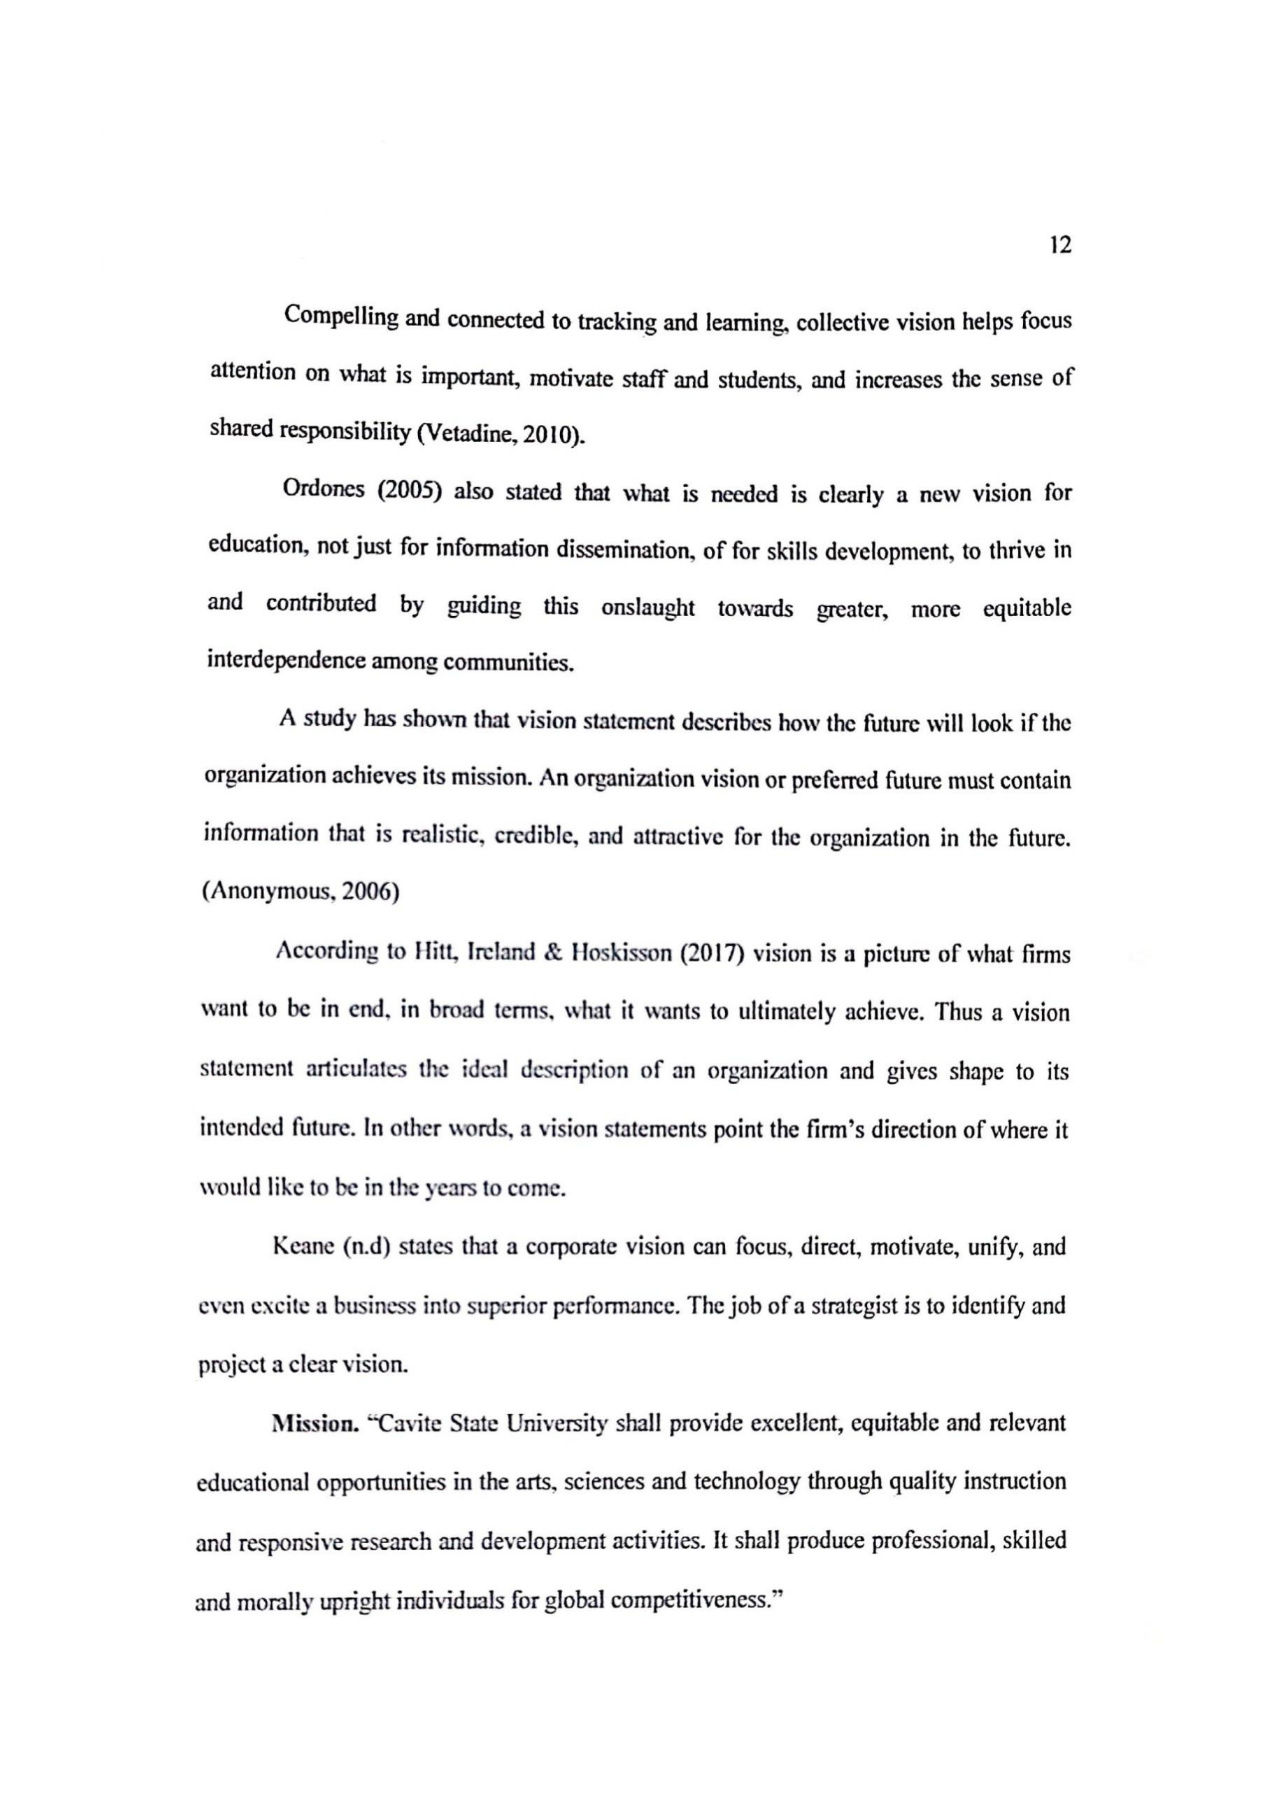 12
Compelling and connected to tracking and learning, collective vision helps focus
attention on what is important, motivate staff and students, and increases the sense of
shared responsibility (Vetadine, 2010).
Ordones (2005) also stated that what is needed is clearly a new vision for
education, not just for information dissemination, of for skills development, to thrive in
and contributed by guiding this onslaught towards greater, more equitable
interdependence among communities.
A study has shown that vision statement describes how the future will look if the
organization achieves its mission. An organization vision or preferred future must contain
information that is realistic, credible, and attractive for the organization in the future.
(Anonymous, 2006)
According to Hitt, Ireland & Hoskisson (2017) vision is a picture of what firms
want to be in end, in broad terms, what it wants to ultimately achieve. Thus a vision
statement articulates the ideal description of an organization and gives shape to its
intended future. In other words, a vision statements point the firm's direction of where it
would like to be in the years to come.
Keane (n.d) states that a corporate vision can focus, direct, motivate, unify, and
even excite a business into superior performance. The job of a strategist is to identify and
project a clear vision.
Mission. “Cavite State University shall provide excellent, equitable and relevant
educational opportunities in the arts, sciences and technology through quality instruction
and responsive research and development activities. It shall produce professional, skilled
and morally upright individuals for global competitiveness.”